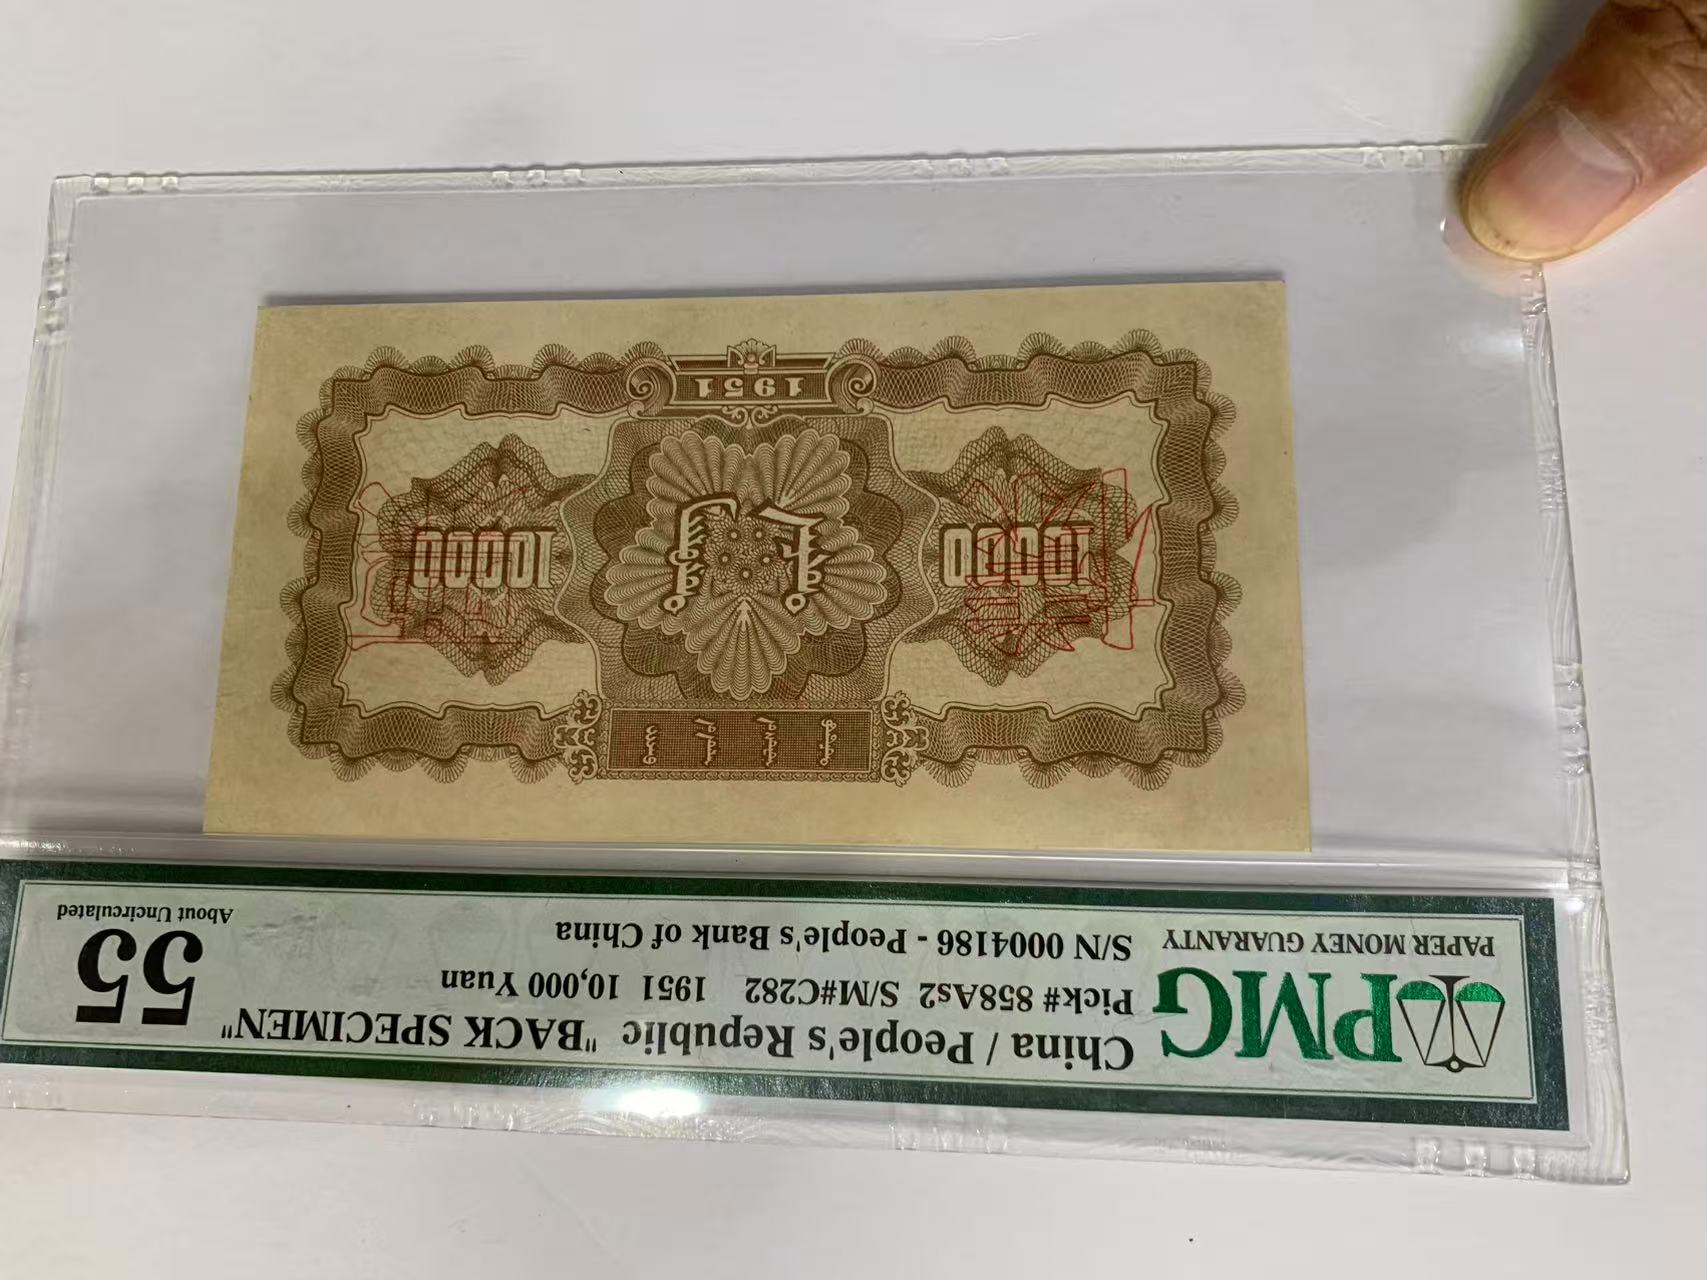 PMG
PAPER MONEY GUARANTY
China / People's Republic "BACK SPECIMEN"
Pick# 858As2 S/M#C282 1951 10,000 Yuan
S/N 0004186 - People's Bank of China
55
About Uncirculated
10000 10000
1951